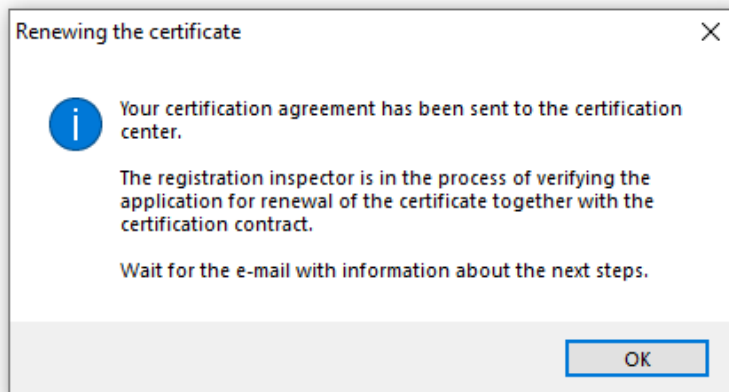 Renewing the certificate
Your certification agreement has been sent to the certification
center.
The registration inspector is in the process of verifying the
application for renewal of the certificate together with the
certification contract.
Wait for the e-mail with information about the next steps.
OK